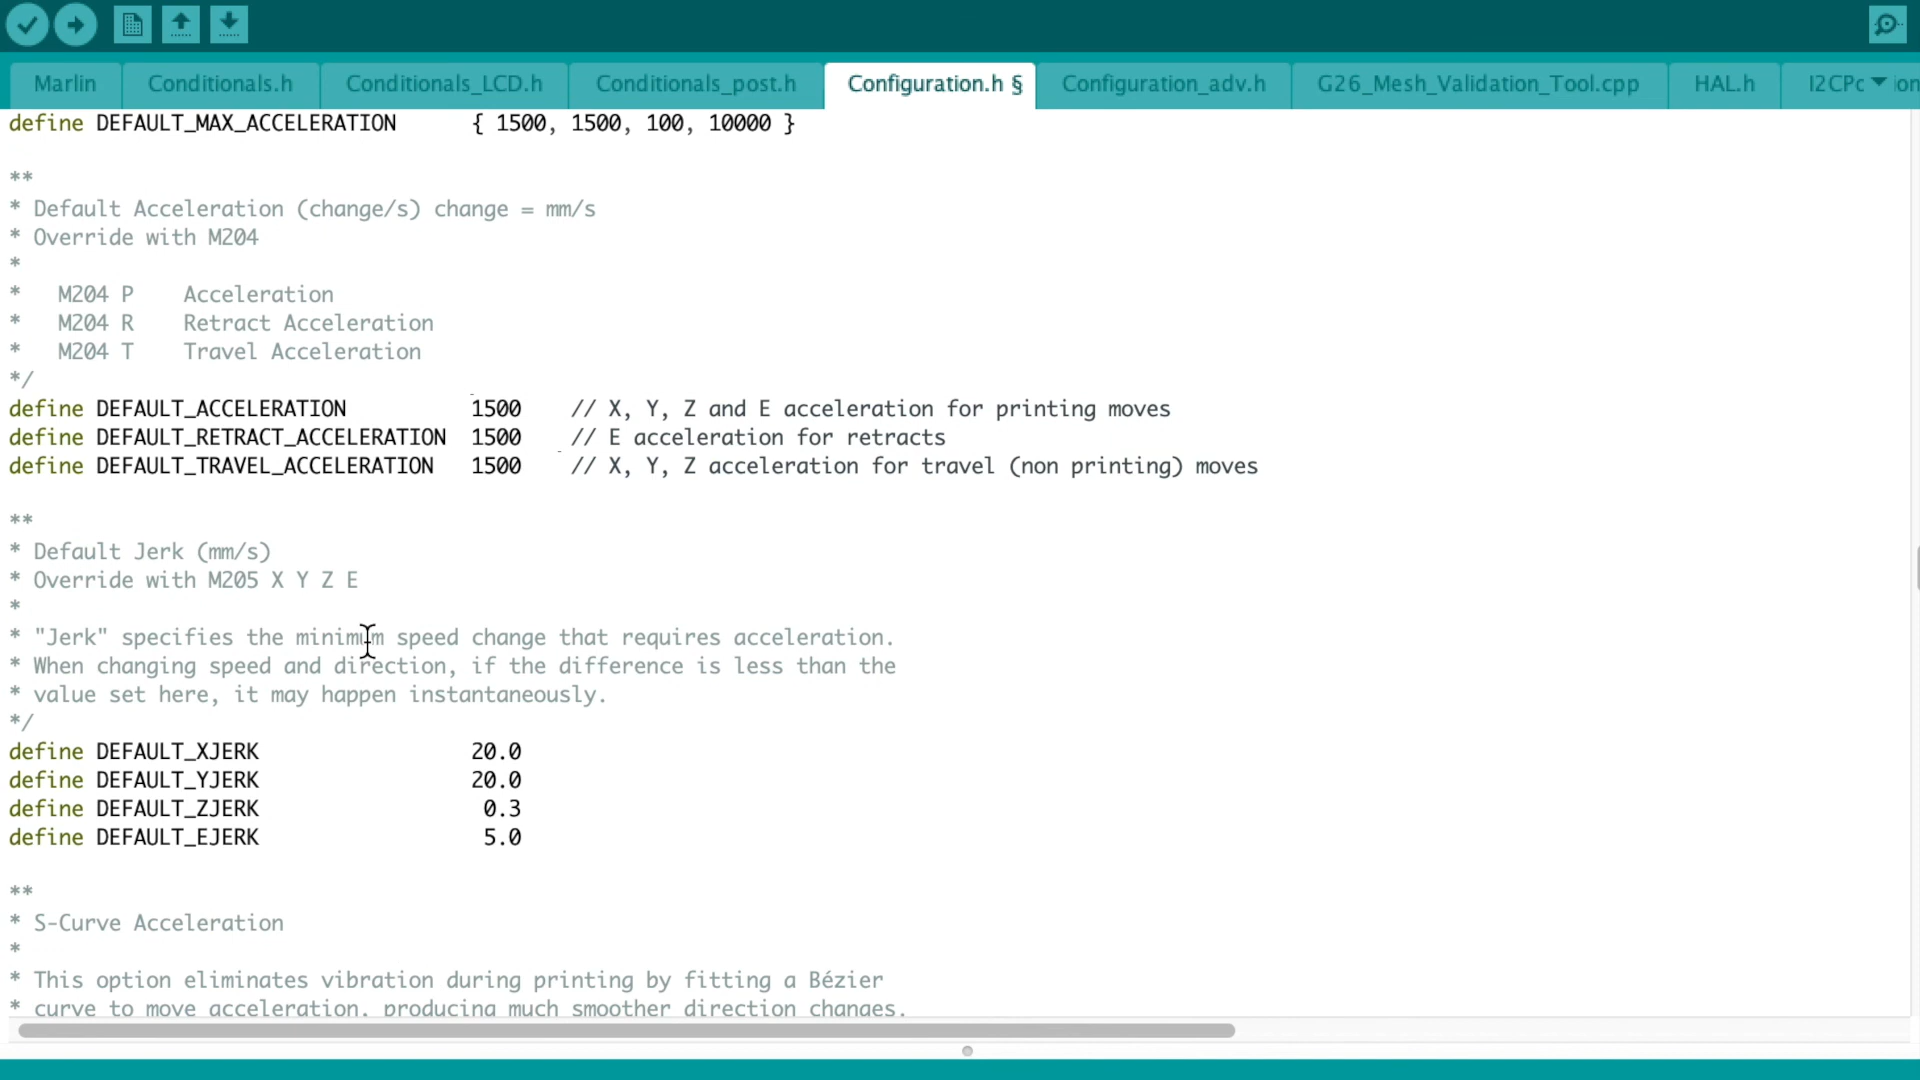 Marlin Conditionals.h Conditionals_LCD.h Conditionals_post.h Configuration.h § Configuration_adv.h G26_Mesh_Validation_Tool.cpp HAL.h
define DEFAULT_MAX_ACCELERATION { 1500, 1500, 100, 10000 }
**
* Default Acceleration (change/s) change = mm/s
* Override with M204
*
* M204 P Acceleration
* M204 R Retract Acceleration
* M204 T Travel Acceleration
*/
define DEFAULT_ACCELERATION 1500 // X, Y, Z and E acceleration for printing moves
define DEFAULT_RETRACT_ACCELERATION 1500 // E acceleration for retracts
define DEFAULT_TRAVEL_ACCELERATION 1500 // X, Y, Z acceleration for travel (non printing) moves
**
* Default Jerk (mm/s)
* Override with M205 X Y Z E
*
* "Jerk" specifies the minimum speed change that requires acceleration.
* When changing speed and direction, if the difference is less than the
* value set here, it may happen instantaneously.
*/
define DEFAULT_XJERK 20.0
define DEFAULT_YJERK 20.0
define DEFAULT_ZJERK 0.3
define DEFAULT_EJERK 5.0
**
* S-Curve Acceleration
*
* This option eliminates vibration during printing by fitting a Bézier
* curve to move acceleration, producing much smoother direction changes.